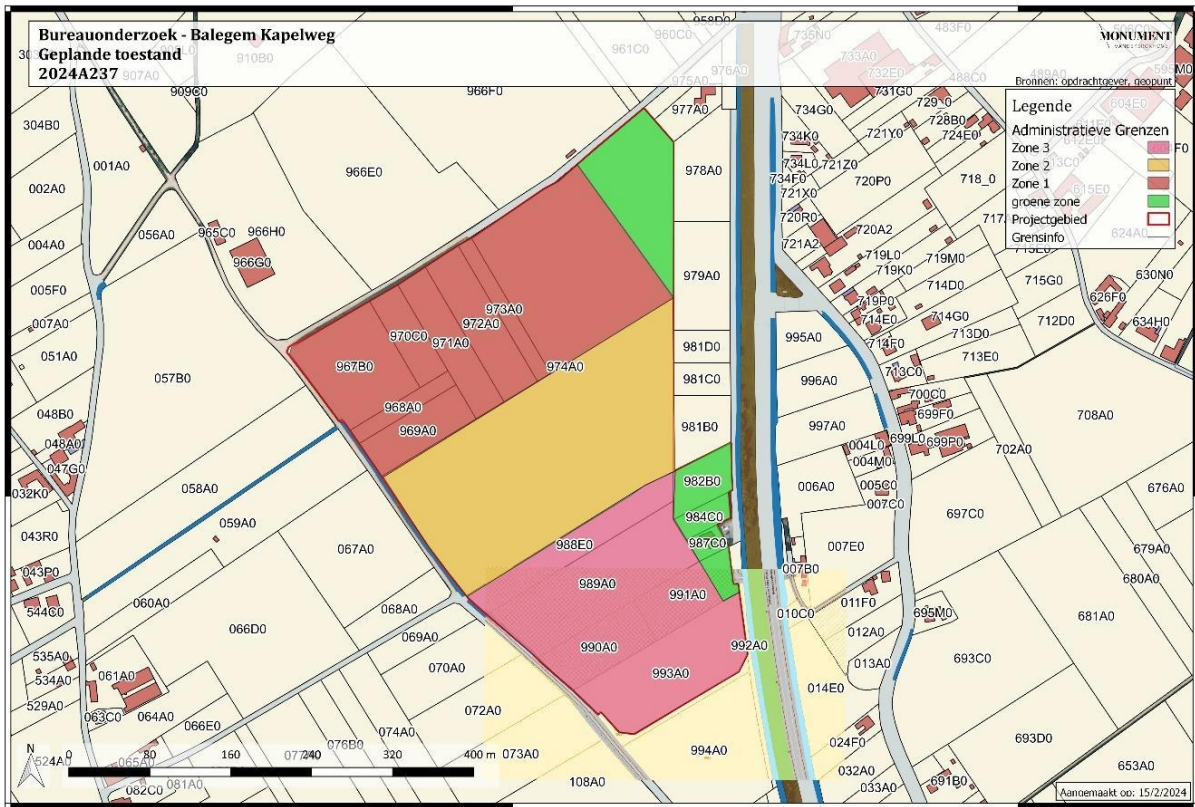 Bureauonderzoek - Balegem Kapelweg
Geplande toestand
2024A237
MONUMENT
Bronnen: opdrachtgever, geopunt
Legende
Administratieve Grenzen
Zone 3
Zone 2
Zone 1
groene zone
Projectgebied
Grensinfo
958D0
960C0
961C0
976A0
975A0
977A0
735N0
733A0
732E0
731G0
483F0
488C0
489A0
604E0
910B0
907A0
909C0
966F0
304B0
001A0
002A0
004A0
005F0
007A0
051A0
056A0
965C0
966H0
966G0
966E0
057B0
978A0
979A0
981D0
981C0
981B0
982B0
984C0
987C0
734G0
734K0
734L0
721Z0
734F0
721X0
720R0
721A2
721Y0
729_0
728B0
724E0
720P0
718_0
720A2
719L0
719K0
719M0
714D0
719P0
714E0
714G0
714F0
713D0
713E0
713C0
715G0
712D0
615E0
624A0
630N0
626F0
634H0
973A0
972A0
970C0
971A0
967B0
974A0
968A0
969A0
995A0
996A0
997A0
700C0
699F0
699L0
699P0
004L0
004M0
005C0
007C0
006A0
702A0
708A0
676A0
697C0
679A0
680A0
681A0
048B0
048A0
047G0
032K0
043R0
043P0
544C0
058A0
059A0
067A0
060A0
066D0
068A0
069A0
070A0
072A0
074A0
076B0
073A0
535A0
534A0
529A0
061A0
063C0
064A0
066E0
065A0
081A0
082C0
108A0
988E0
989A0
991A0
990A0
993A0
992A0
994A0
007E0
007B0
010C0
011F0
012A0
013A0
014E0
695M0
693C0
693D0
653A0
024F0
032A0
033A0
691B0
N
0 80 160 240 320 400 m
Aangemaakt op: 15/2/2024